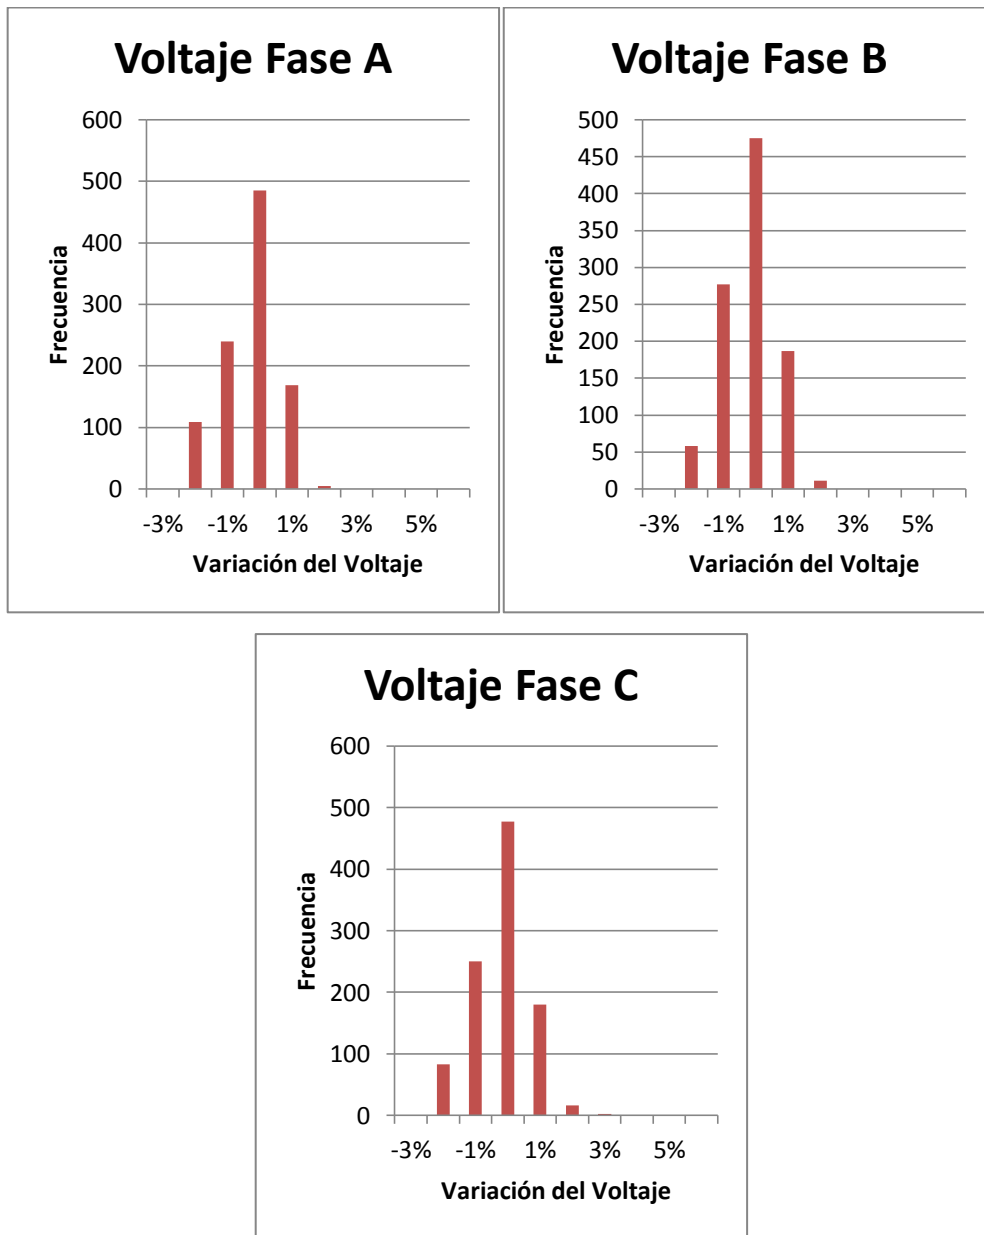 Voltaje Fase A
600
500
400
300
200
100
0
Frecuencia
-3% -1% 1% 3% 5%
Variación del Voltaje
Voltaje Fase B
500
450
400
350
300
250
200
150
100
50
0
Frecuencia
-3% -1% 1% 3% 5%
Variación del Voltaje
Voltaje Fase C
600
500
400
300
200
100
0
Frecuencia
-3% -1% 1% 3% 5%
Variación del Voltaje